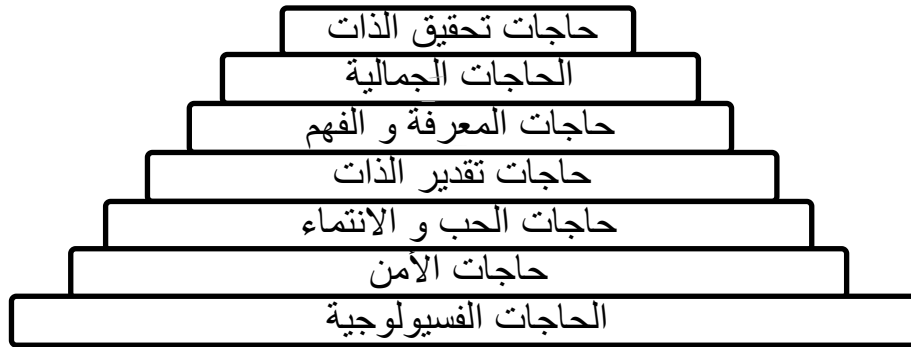 حاجات تحقيق الذات
الحاجات الجمالية
حاجات المعرفة و الفهم
حاجات تقدير الذات
حاجات الحب و الانتماء
حاجات الأمن
الحاجات الفسيولوجية